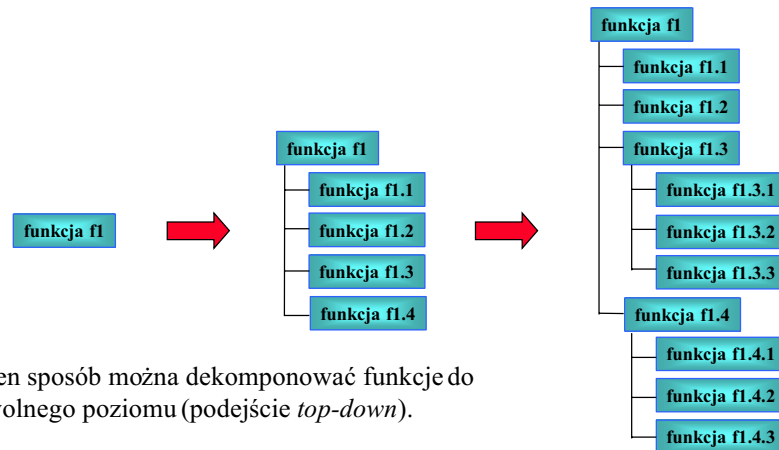 funkcja f1
funkcja f1
funkcja f1.1
funkcja f1.2
funkcja f1.3
funkcja f1.4
funkcja f1
funkcja f1.1
funkcja f1.2
funkcja f1.3
funkcja f1.3.1
funkcja f1.3.2
funkcja f1.3.3
funkcja f1.4
funkcja f1.4.1
funkcja f1.4.2
funkcja f1.4.3
en sposób można dekomponować funkcje do
volnego poziomu (podejście top-down).